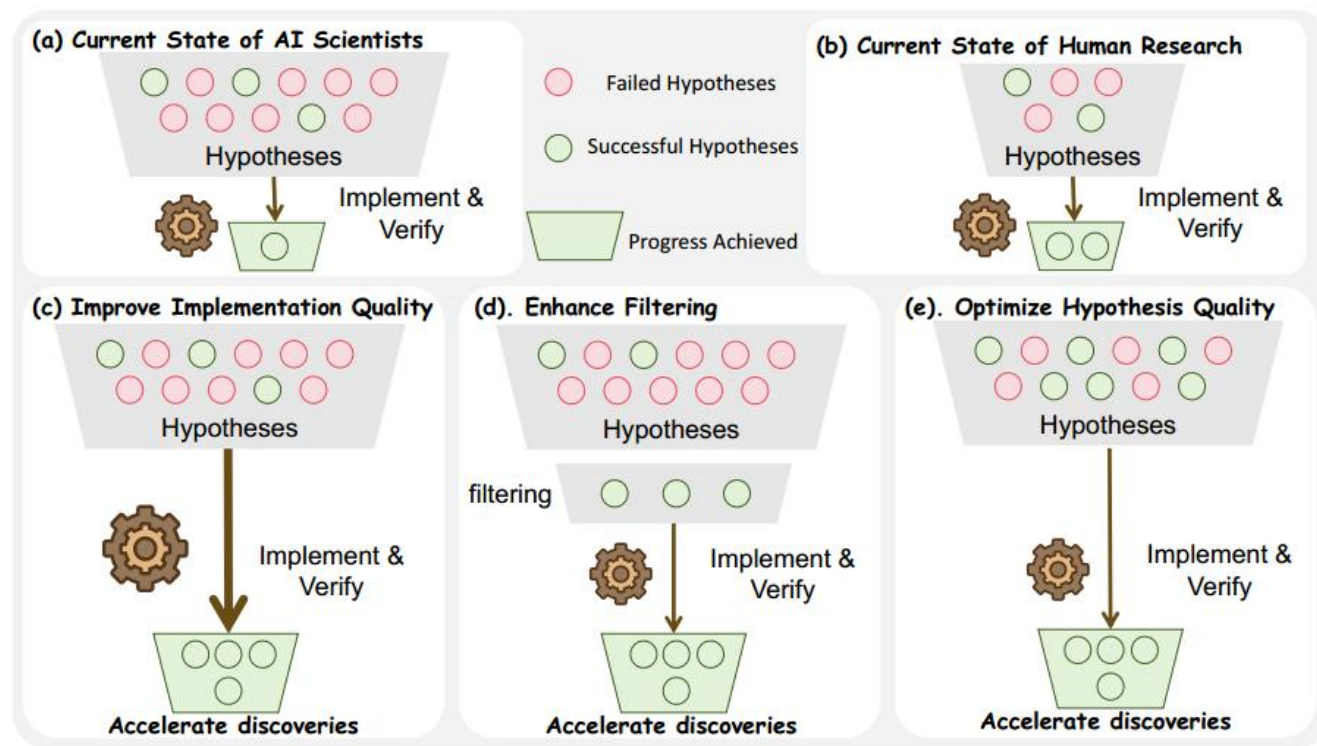 (a) Current State of AI Scientists
Hypotheses
Implement &
Verify
Failed Hypotheses
Successful Hypotheses
Progress Achieved
(b) Current State of Human Research
Hypotheses
Implement &
Verify
(c) Improve Implementation Quality
Hypotheses
Implement &
Verify
Accelerate discoveries
(d). Enhance Filtering
Hypotheses
filtering
Implement &
Verify
Accelerate discoveries
(e). Optimize Hypothesis Quality
Hypotheses
Implement &
Verify
Accelerate discoveries